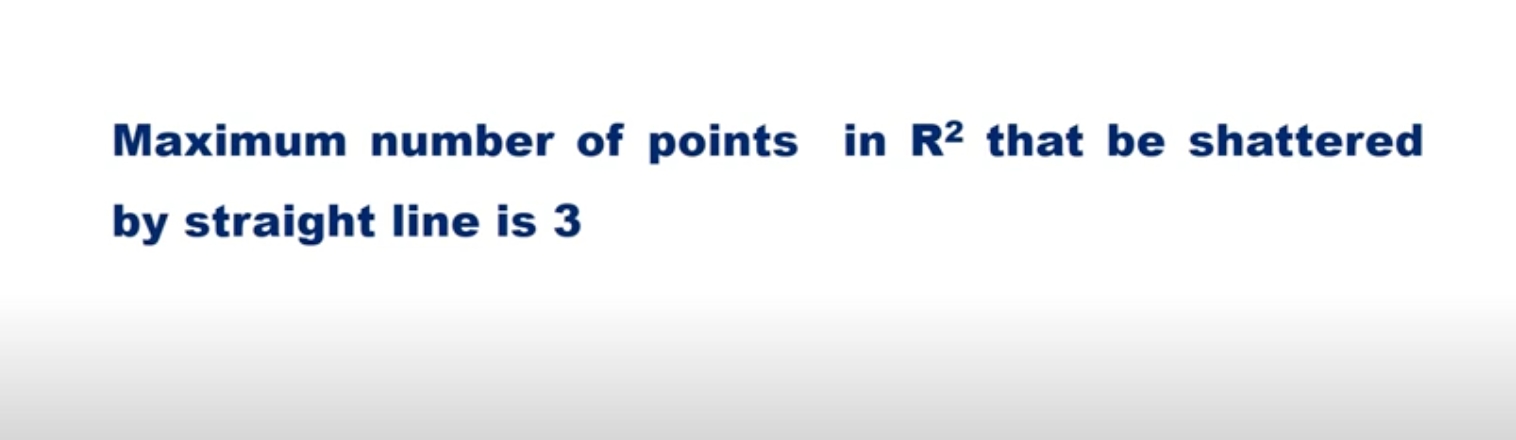 Maximum number of points in R² that be shattered
by straight line is 3